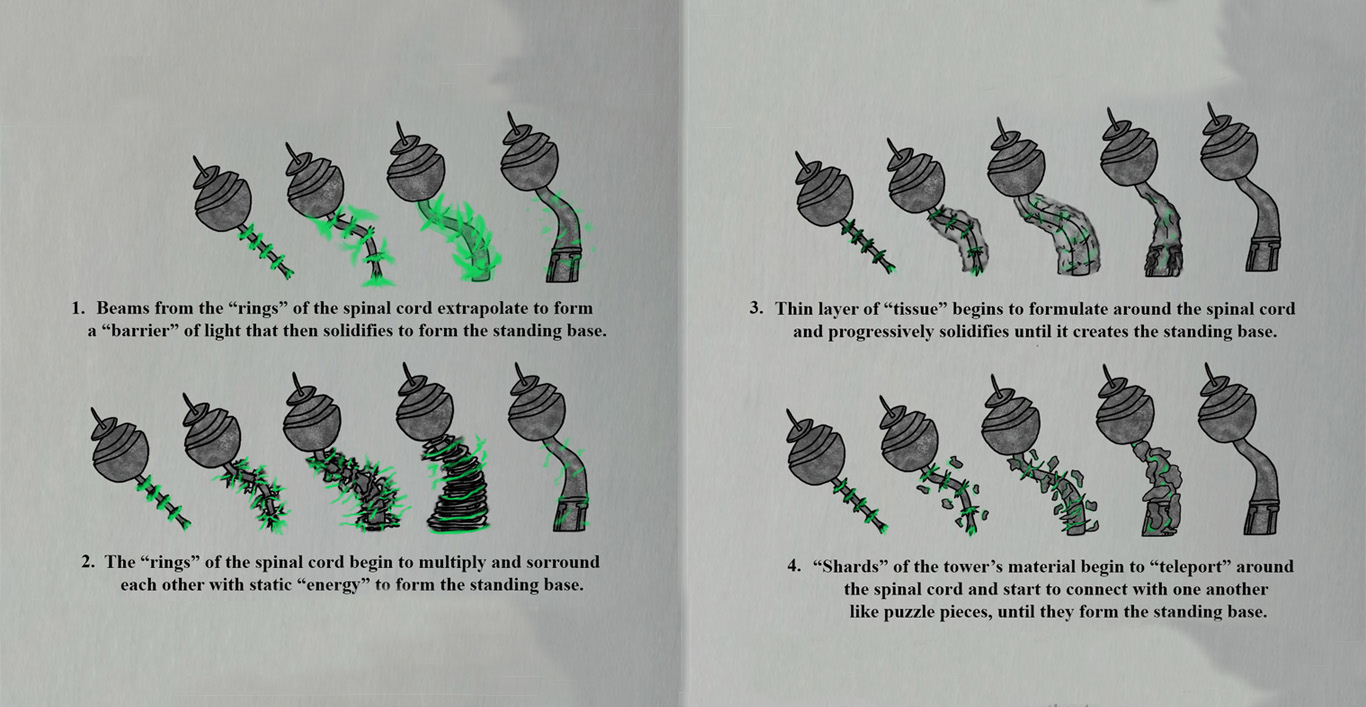 1. Beams from the “rings” of the spinal cord extrapolate to form
a “barrier” of light that then solidifies to form the standing base.
2. The “rings” of the spinal cord begin to multiply and sorround
each other with static “energy” to form the standing base.
3. Thin layer of “tissue” begins to formulate around the spinal cord
and progressively solidifies until it creates the standing base.
4. “Shards” of the tower’s material begin to “teleport” around
the spinal cord and start to connect with one another
like puzzle pieces, until they form the standing base.